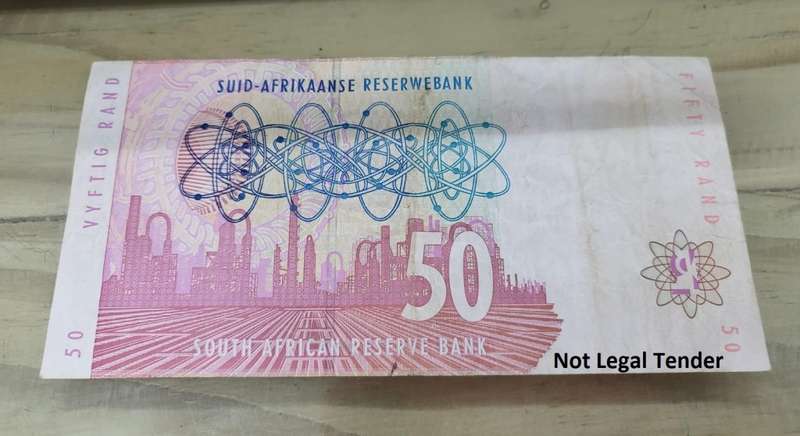 SUID-AFRIKAANSE RESERWEBANK
VYFTIG RAND
FIFTY RAND
50
SOUTH AFRICAN RESERVE BANK
50
50
Not Legal Tender